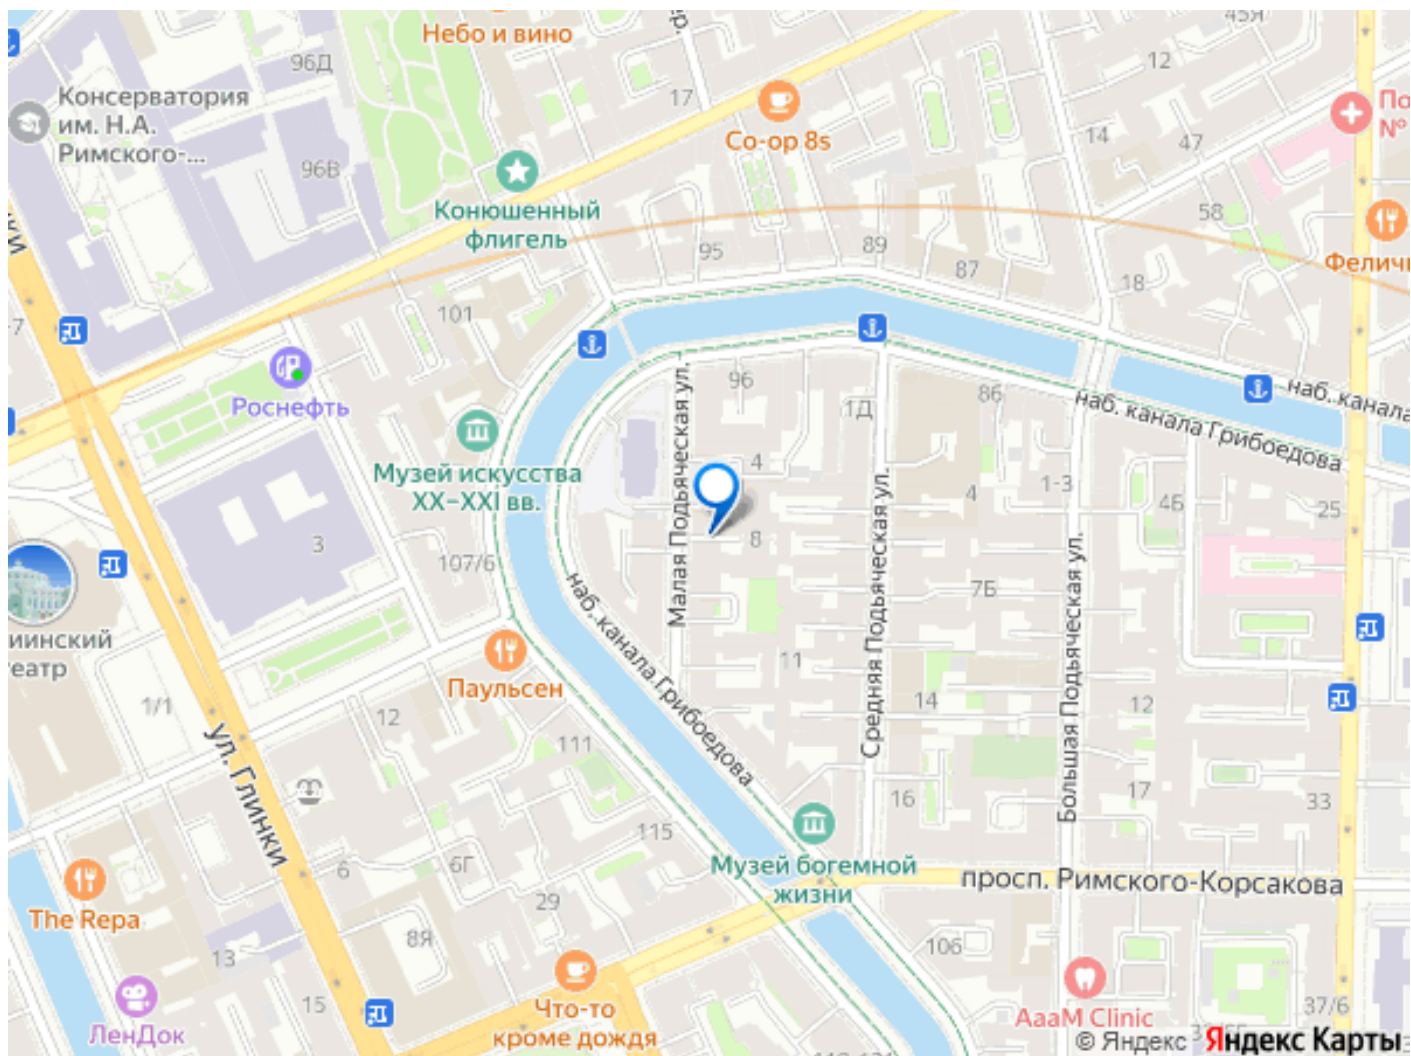 Небо и вино
45Я
96Д
12
Консерватория
им. Н.А.
Римского-...
17
Co-op 8s
14
47
96В
Конюшенный
флигель
58
95
89
87
18
Феличи
101
-7
Роснефть
96
1Д
86
наб. канала Грибоедова
наб. канала
Музей искусства
XX–XXI вв.
Малая Подьяческая ул.
4
8
Средняя Подьяческая ул.
4
1-3
4Б
25
3
107/6
7Б
Большая Подьяческая ул.
иинский
театр
наб. канала Грибоедова
Паульсен
11
1/1
12
14
12
ул. Глинки
111
16
17
33
115
6
6Г
Музей богемной
жизни
просп. Римского-Корсакова
The Repa
29
8Я
13
106
15
Что-то
кроме дождя
ЛенДок
AaaM Clinic
37/6
© Яндекс
Яндекс Карты